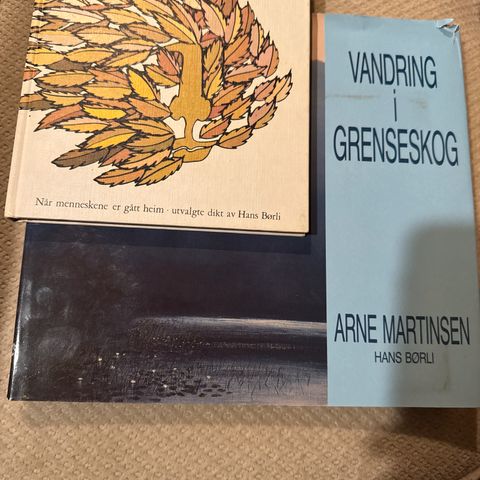 Når menneskene er gått heim · utvalgte dikt av Hans Børli
VANDRING
i
GRENSESKOG
ARNE MARTINSEN
HANS BØRLI